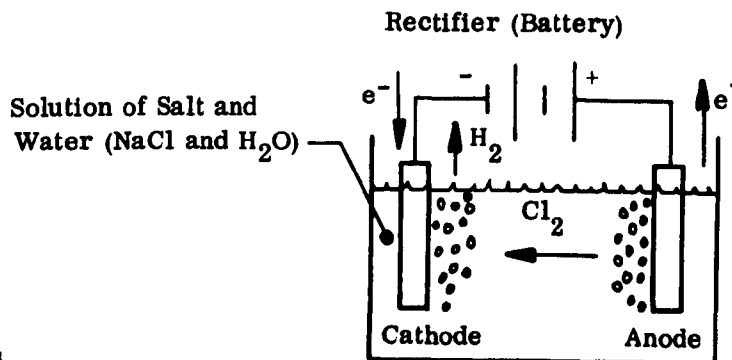 Rectifier (Battery)
- +
e⁻ e⁻
Solution of Salt and
Water (NaCl and H₂O)
H₂
Cl₂
Cathode Anode